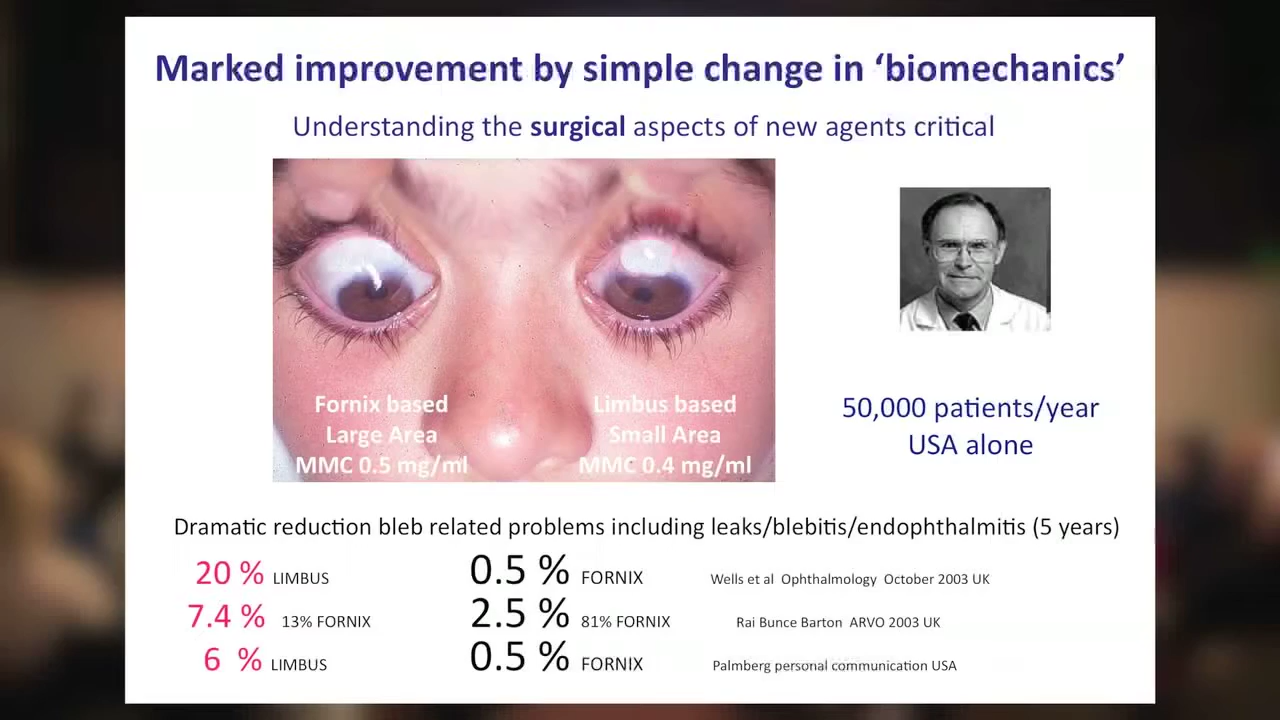 Marked improvement by simple change in ‘biomechanics’
Understanding the surgical aspects of new agents critical
Fornix based
Large Area
MMC 0.5 mg/ml
Limbus based
Small Area
MMC 0.4 mg/ml
50,000 patients/year
USA alone
Dramatic reduction bleb related problems including leaks/blebitis/endophthalmitis (5 years)
20 % LIMBUS 0.5 % FORNIX Wells et al Ophthalmology October 2003 UK
7.4 % 13% FORNIX 2.5 % 81% FORNIX Rai Bunce Barton ARVO 2003 UK
6 % LIMBUS 0.5 % FORNIX Palmberg personal communication USA